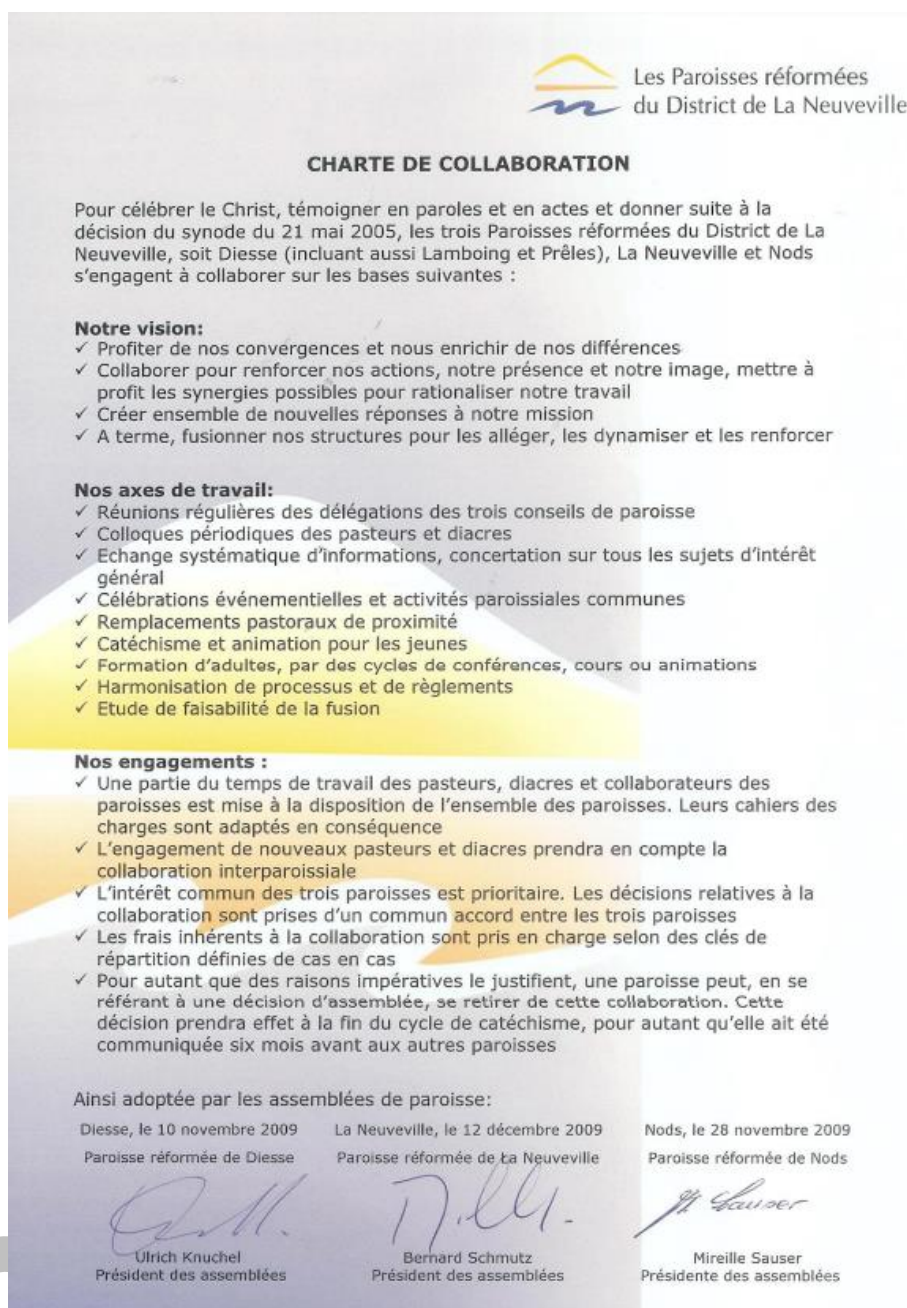 Les Paroisses réformées
du District de La Neuveville
CHARTE DE COLLABORATION
Pour célébrer le Christ, témoigner en paroles et en actes et donner suite à la
décision du synode du 21 mai 2005, les trois Paroisses réformées du District de La
Neuveville, soit Diesse (incluant aussi Lamboing et Prêles), La Neuveville et Nods
s'engagent à collaborer sur les bases suivantes :
Notre vision:
✓ Profiter de nos convergences et nous enrichir de nos différences
✓ Collaborer pour renforcer nos actions, notre présence et notre image, mettre à
profit les synergies possibles pour rationaliser notre travail
✓ Créer ensemble de nouvelles réponses à notre mission
✓ A terme, fusionner nos structures pour les alléger, les dynamiser et les renforcer
Nos axes de travail:
✓ Réunions régulières des délégations des trois conseils de paroisse
✓ Colloques périodiques des pasteurs et diacres
✓ Echange systématique d'informations, concertation sur tous les sujets d'intérêt
général
✓ Célébrations événementielles et activités paroissiales communes
✓ Remplacements pastoraux de proximité
✓ Catéchisme et animation pour les jeunes
✓ Formation d'adultes, par des cycles de conférences, cours ou animations
✓ Harmonisation de processus et de règlements
✓ Etude de faisabilité de la fusion
Nos engagements :
✓ Une partie du temps de travail des pasteurs, diacres et collaborateurs des
paroisses est mise à la disposition de l'ensemble des paroisses. Leurs cahiers des
charges sont adaptés en conséquence
✓ L'engagement de nouveaux pasteurs et diacres prendra en compte la
collaboration interparoissiale
✓ L'intérêt commun des trois paroisses est prioritaire. Les décisions relatives à la
collaboration sont prises d'un commun accord entre les trois paroisses
✓ Les frais inhérents à la collaboration sont pris en charge selon des clés de
répartition définies de cas en cas
✓ Pour autant que des raisons impératives le justifient, une paroisse peut, en se
référant à une décision d'assemblée, se retirer de cette collaboration. Cette
décision prendra effet à la fin du cycle de catéchisme, pour autant qu'elle ait été
communiquée six mois avant aux autres paroisses
Ainsi adoptée par les assemblées de paroisse:
Diesse, le 10 novembre 2009 La Neuveville, le 12 décembre 2009 Nods, le 28 novembre 2009
Paroisse réformée de Diesse Paroisse réformée de La Neuveville Paroisse réformée de Nods
Sauser
Ulrich Knuchel Bernard Schmutz Mireille Sauser
Président des assemblées Président des assemblées Présidente des assemblées